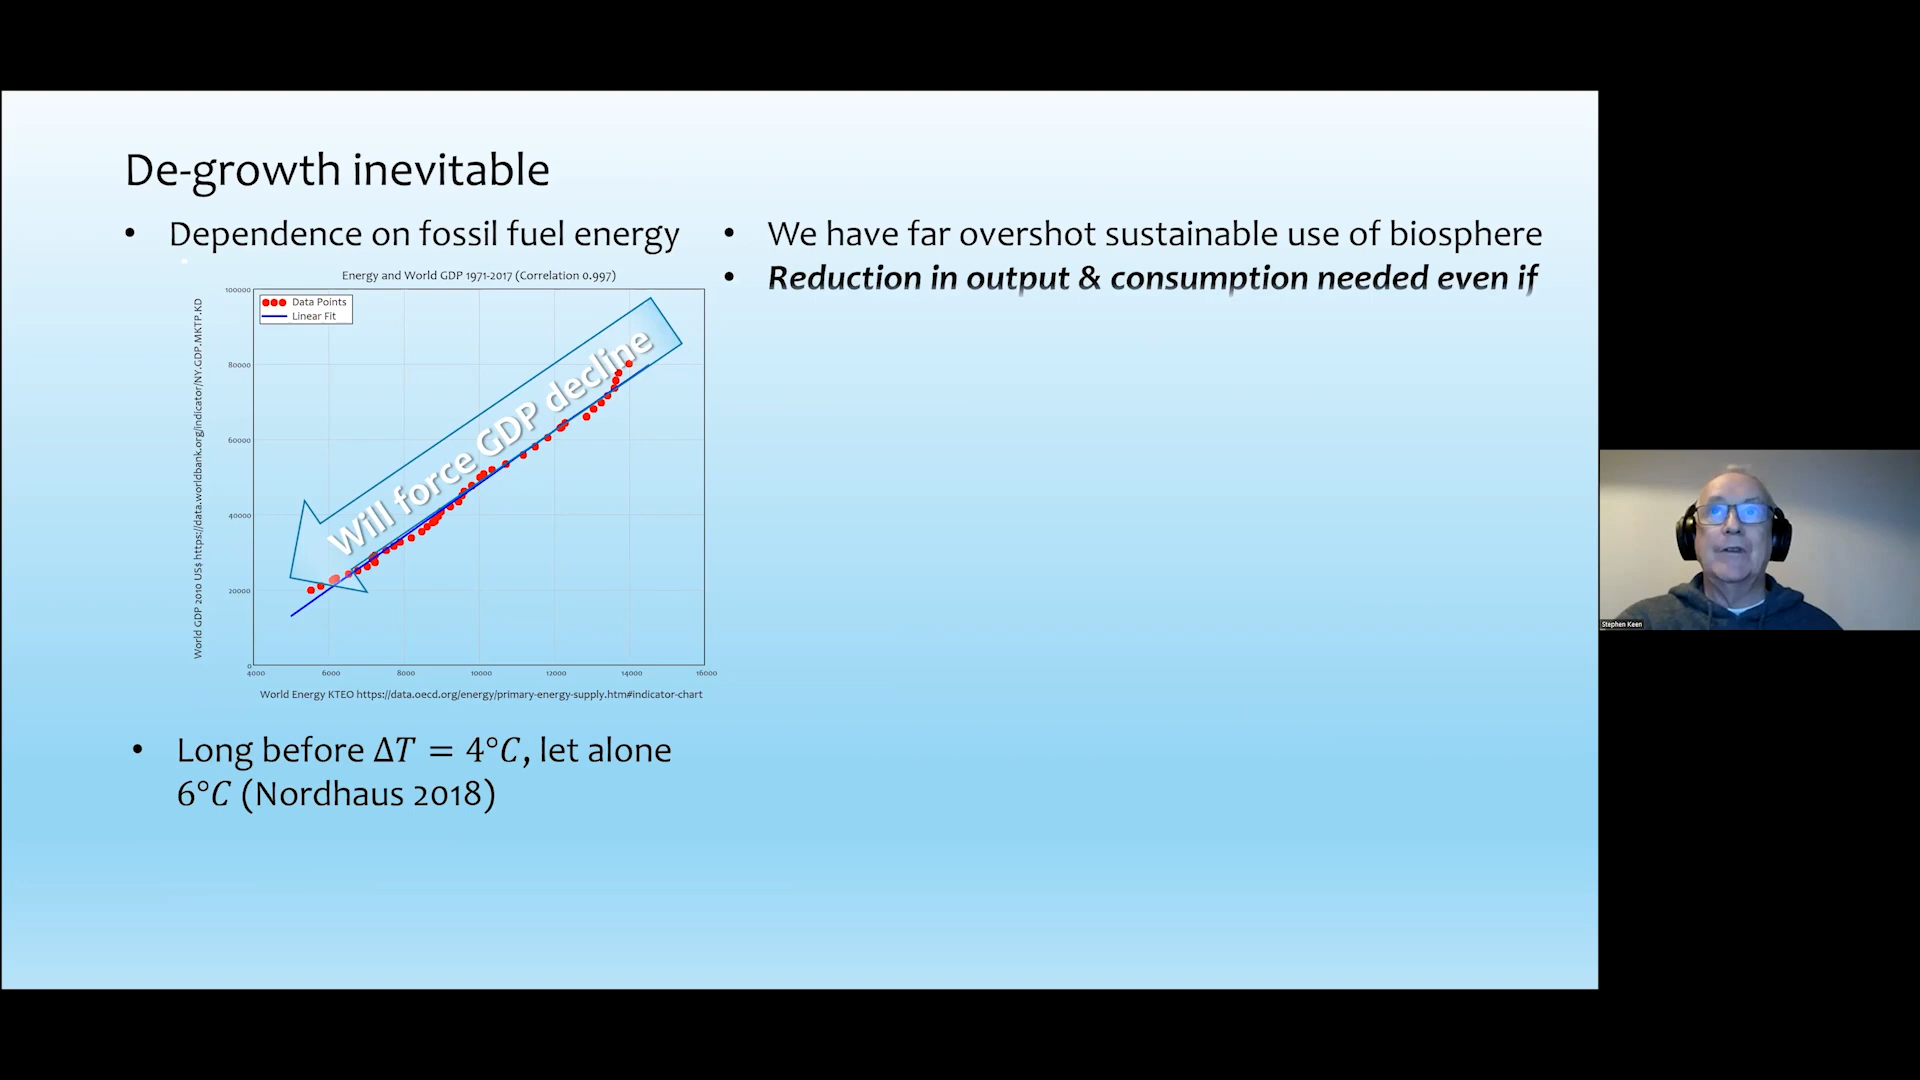 De-growth inevitable
• Dependence on fossil fuel energy
Energy and World GDP 1971-2017 (Correlation 0.997)
Data Points
Linear Fit
Will force GDP decline
100000
80000
60000
40000
20000
0
4000 6000 8000 10000 12000 14000 16000
World GDP 2010 US$ https://data.worldbank.org/indicator/NY.GDP.MKTP.KD
World Energy KTEO https://data.oecd.org/energy/primary-energy-supply.htm#indicator-chart
• Long before ΔT = 4°C, let alone
6°C (Nordhaus 2018)
• We have far overshot sustainable use of biosphere
• Reduction in output & consumption needed even if
Stephen Keen